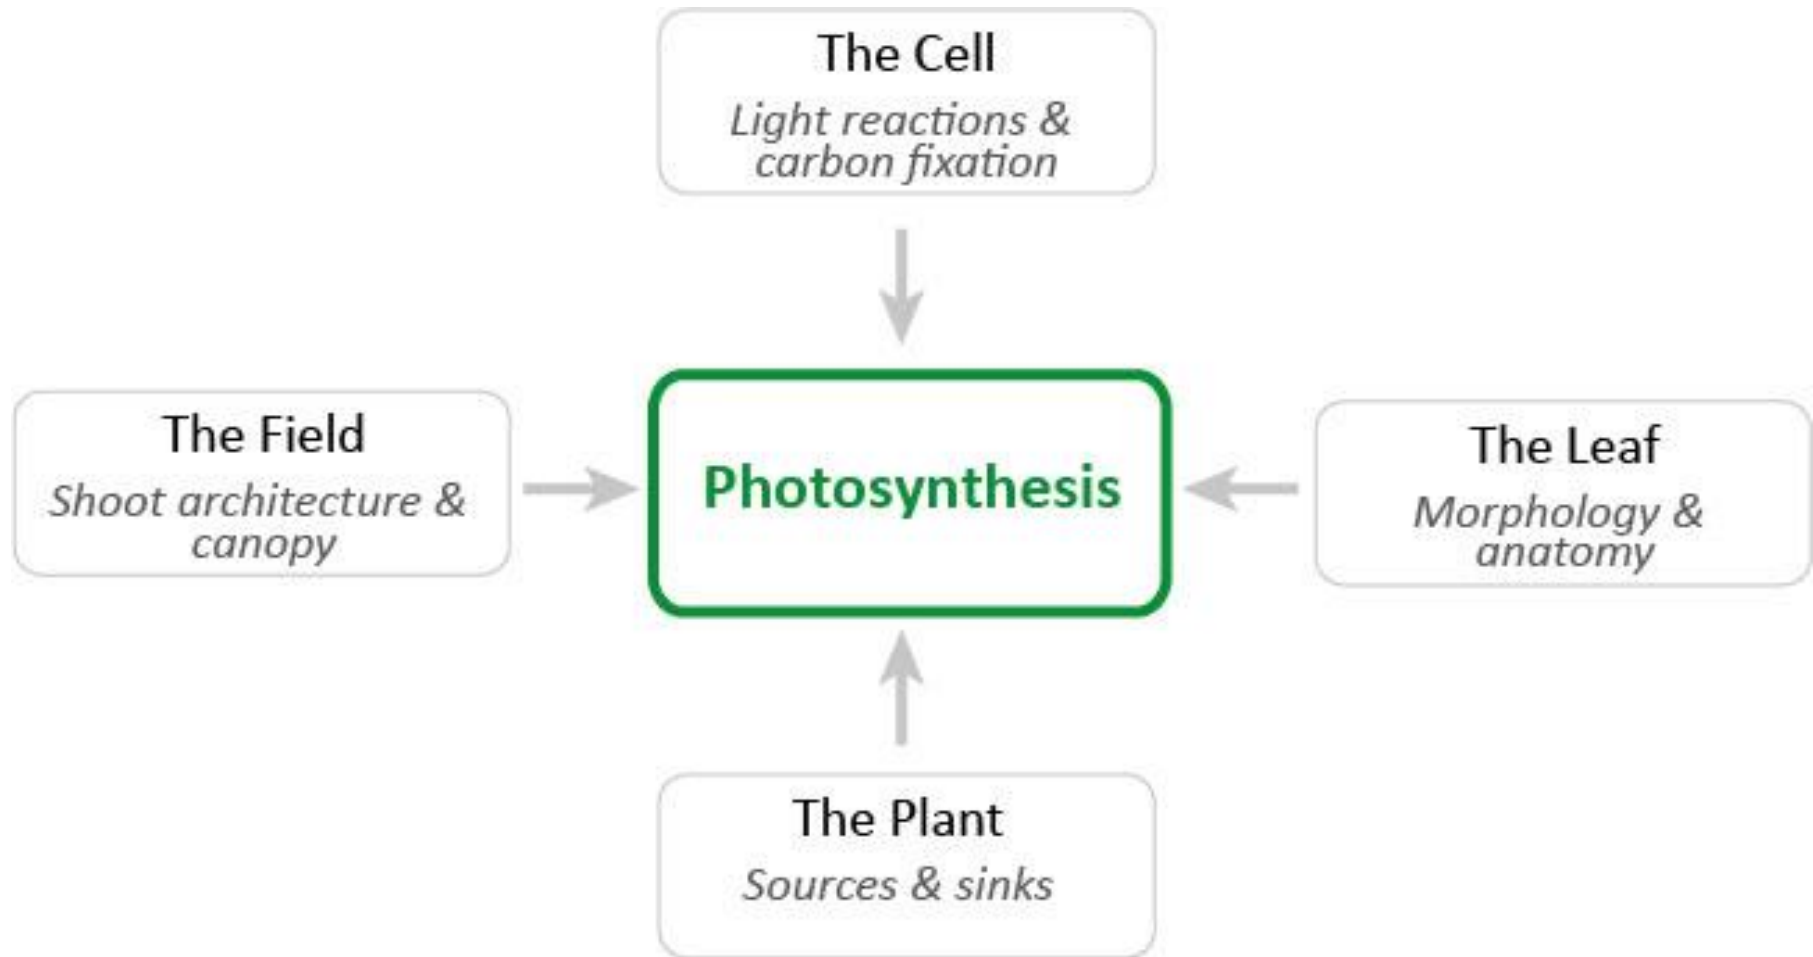 The Cell
Light reactions &
carbon fixation
The Field
Shoot architecture &
canopy
Photosynthesis
The Leaf
Morphology &
anatomy
The Plant
Sources & sinks